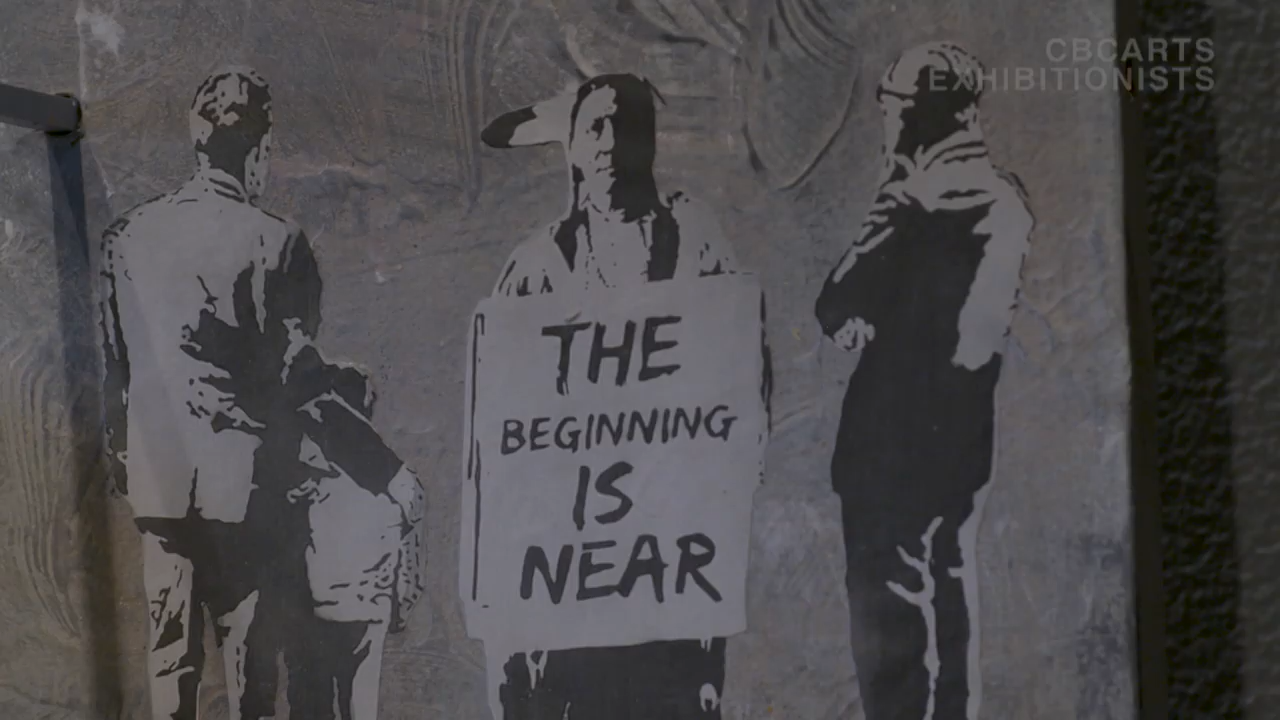 CBCARTS
EXHIBITIONISTS
THE
BEGINNING
IS
NEAR